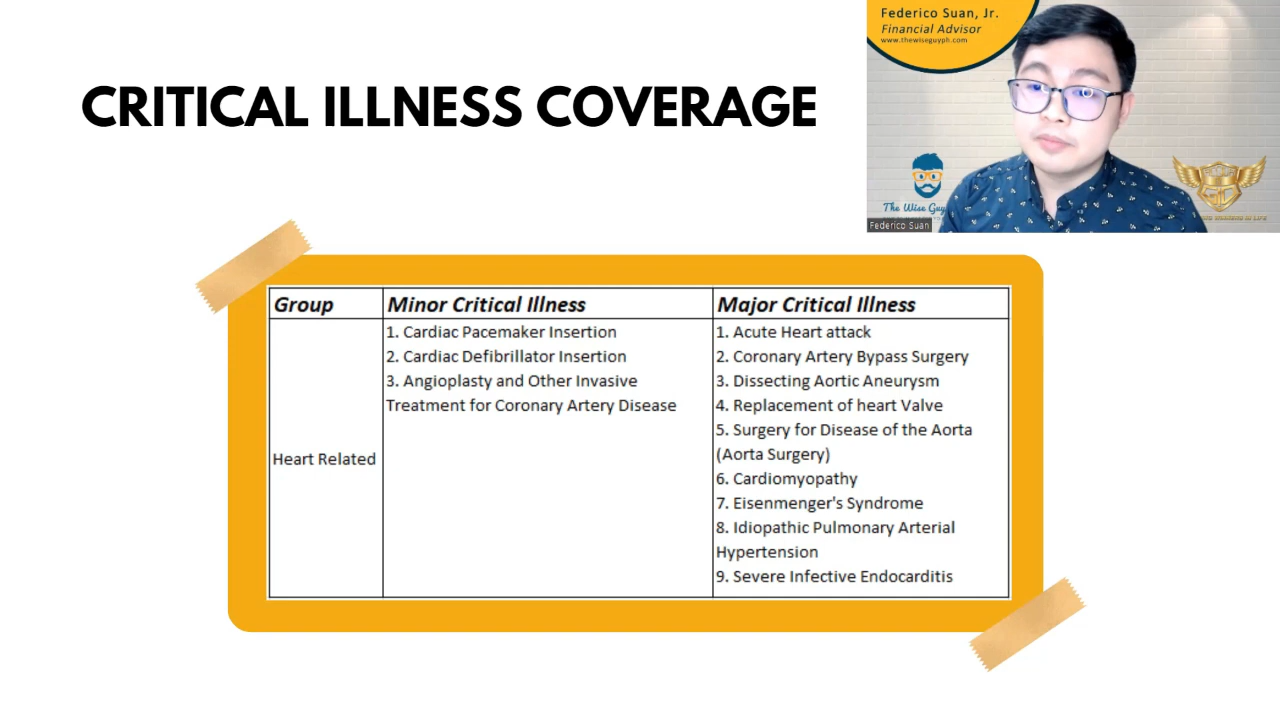 Federico Suan, Jr.
Financial Advisor
www.thewiseguyph.com
CRITICAL ILLNESS COVERAGE
The Wise Guy
Federico Suan
Group
Minor Critical Illness
Major Critical Illness
Heart Related
1. Cardiac Pacemaker Insertion
2. Cardiac Defibrillator Insertion
3. Angioplasty and Other Invasive
Treatment for Coronary Artery Disease
1. Acute Heart attack
2. Coronary Artery Bypass Surgery
3. Dissecting Aortic Aneurysm
4. Replacement of heart Valve
5. Surgery for Disease of the Aorta
(Aorta Surgery)
6. Cardiomyopathy
7. Eisenmenger's Syndrome
8. Idiopathic Pulmonary Arterial
Hypertension
9. Severe Infective Endocarditis